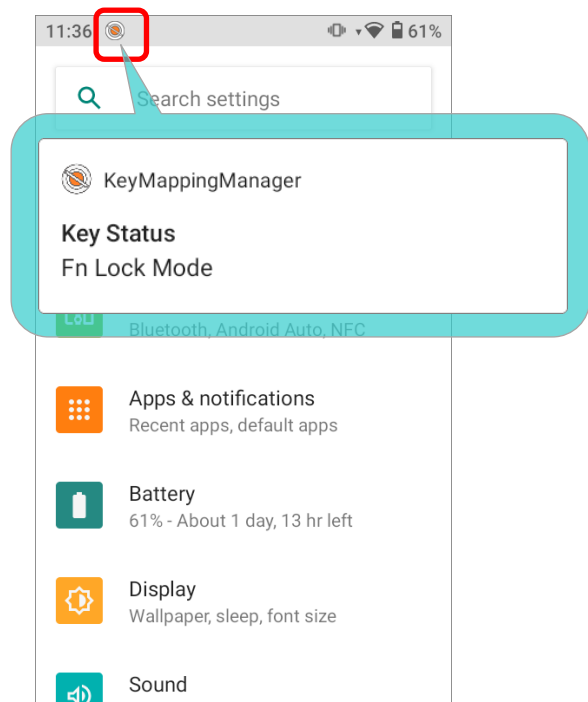 11:36
61%
Search settings
KeyMappingManager
Key Status
Fn Lock Mode
Bluetooth, Android Auto, NFC
Apps & notifications
Recent apps, default apps
Battery
61% - About 1 day, 13 hr left
Display
Wallpaper, sleep, font size
Sound